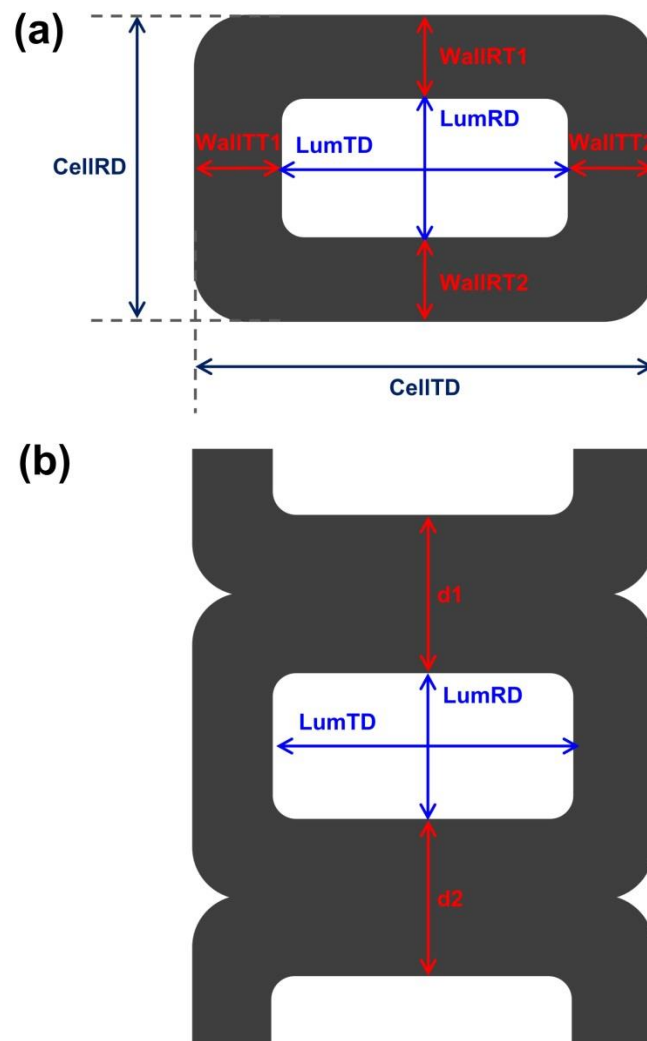 (a)
WallRT1
LumRD
WallTT1
LumTD
WallTT2
CellRD
WallRT2
CellTD
(b)
d1
LumRD
LumTD
d2